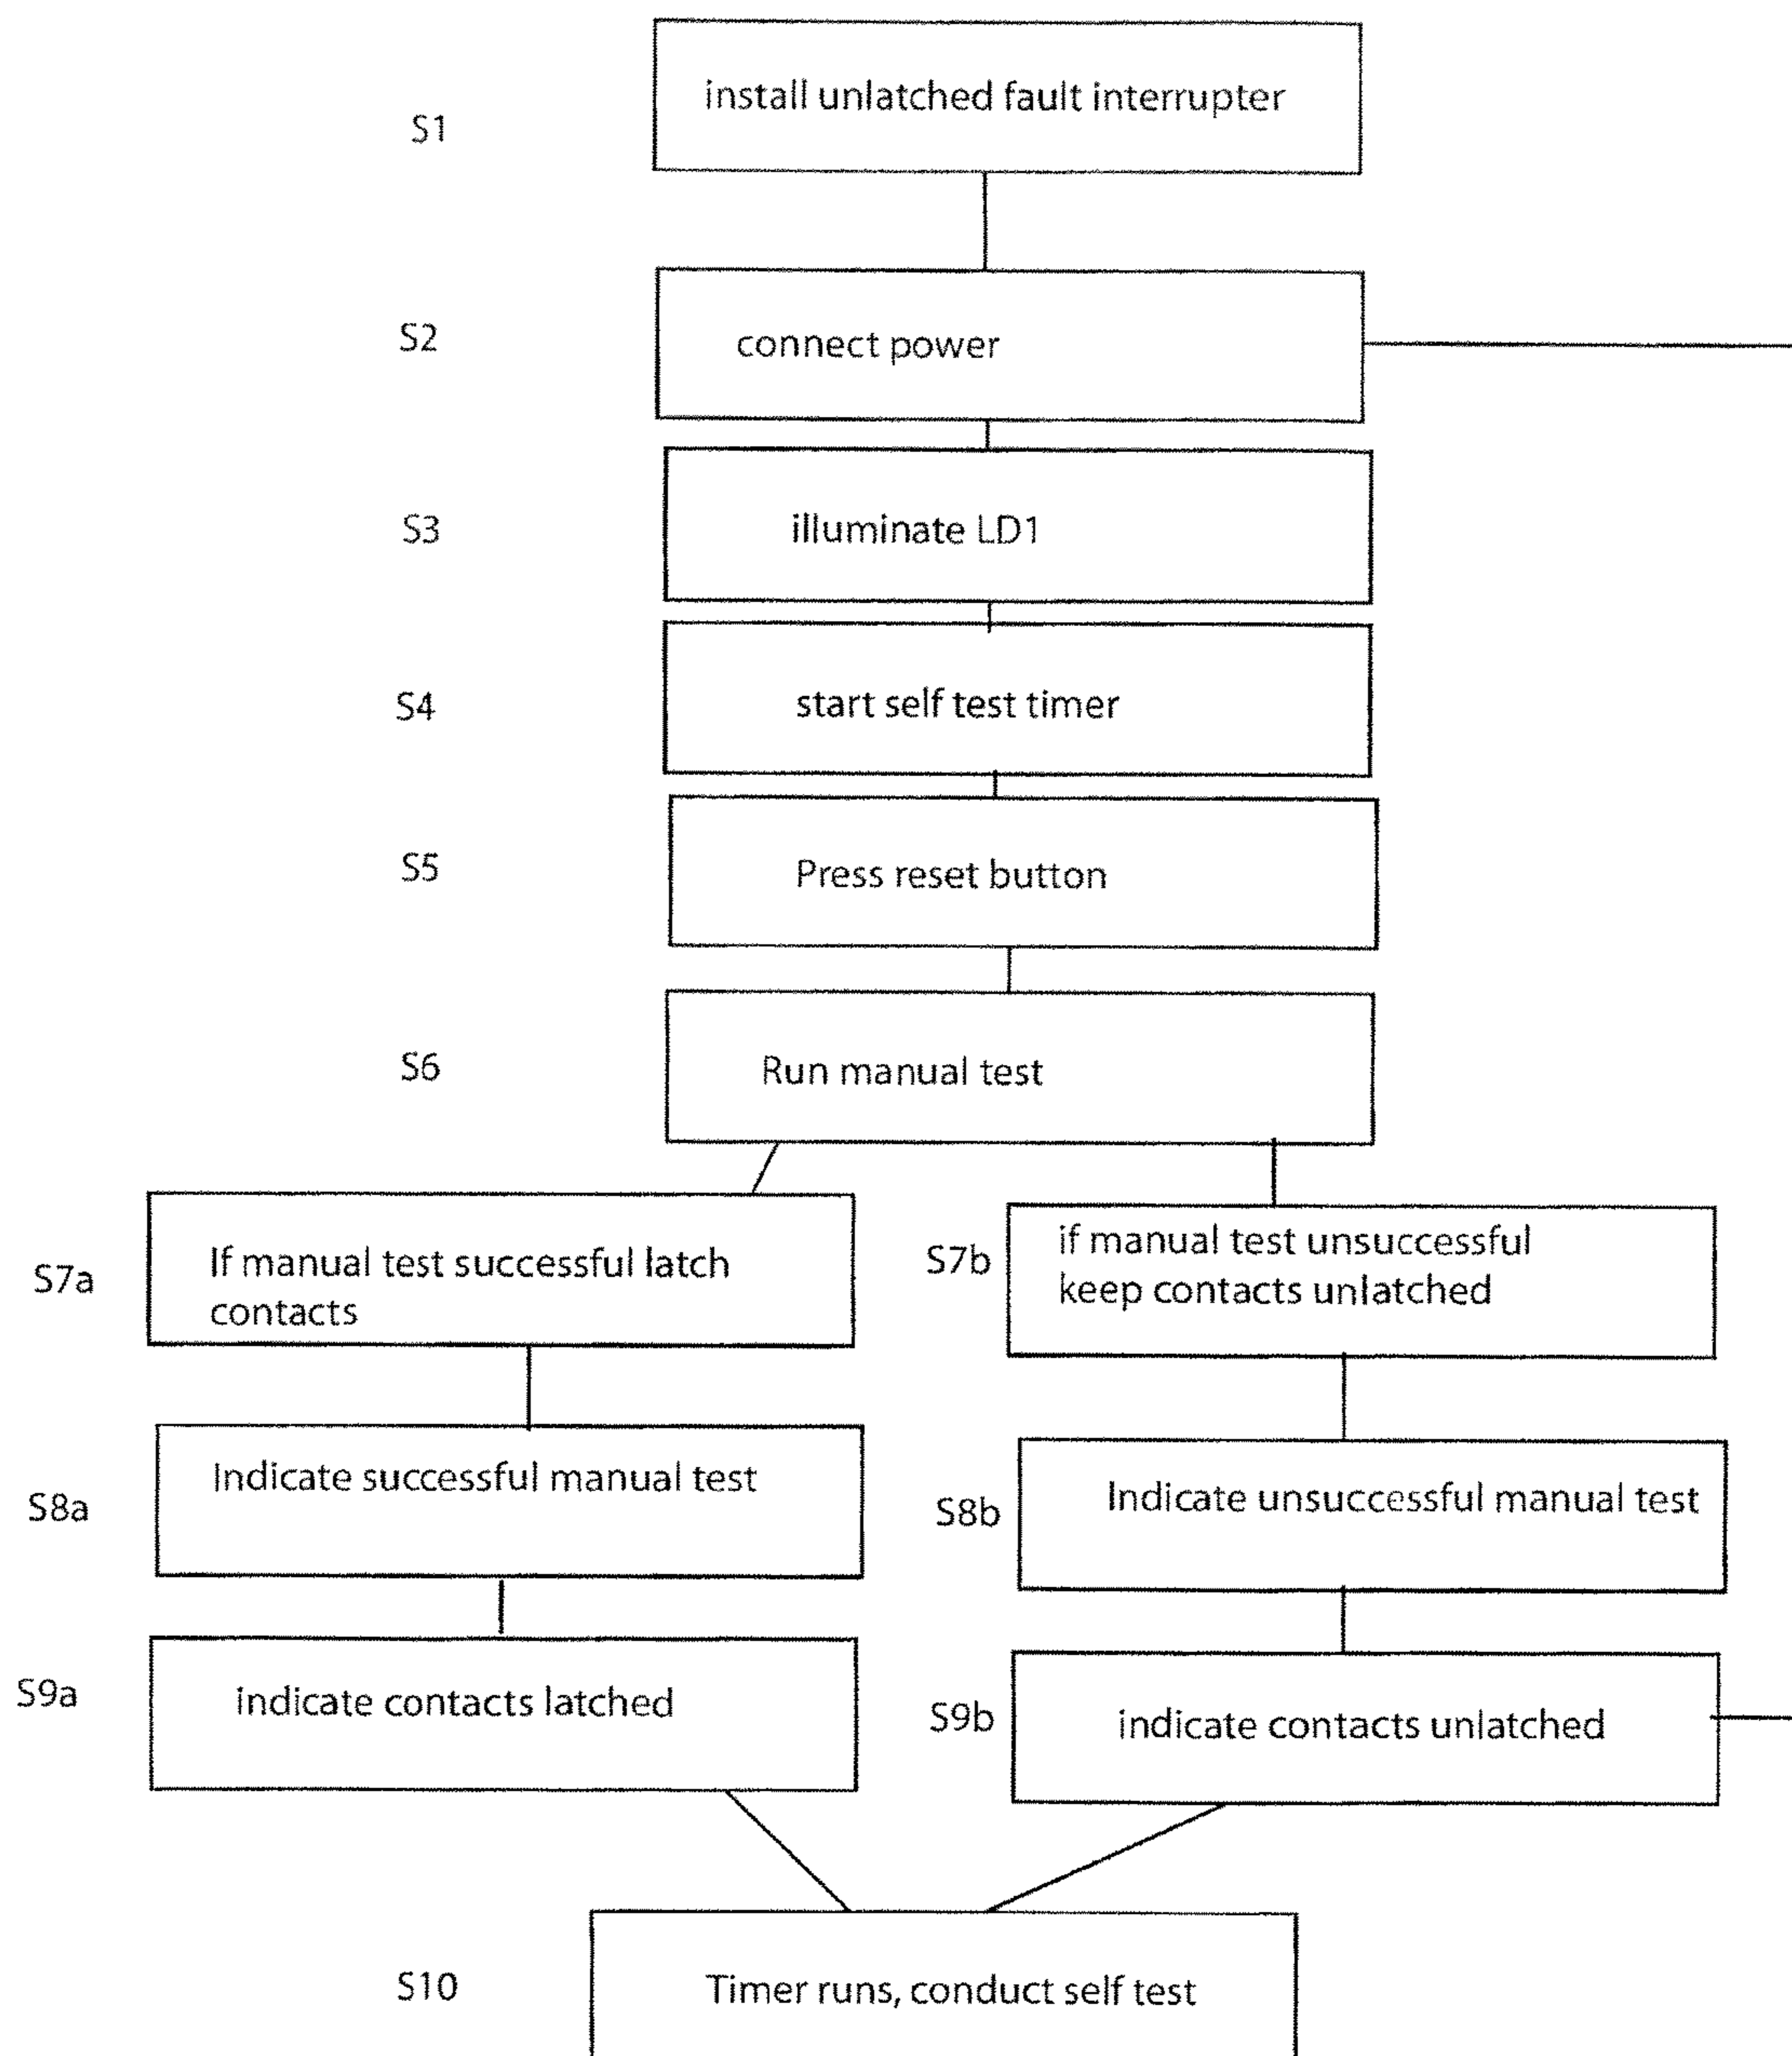 S1
install unlatched fault interrupter
S2
connect power
S3
illuminate LD1
S4
start self test timer
S5
Press reset button
S6
Run manual test
S7a
If manual test successful latch
contacts
S7b
if manual test unsuccessful
keep contacts unlatched
S8a
Indicate successful manual test
S8b
Indicate unsuccessful manual test
S9a
indicate contacts latched
S9b
indicate contacts unlatched
S10
Timer runs, conduct self test